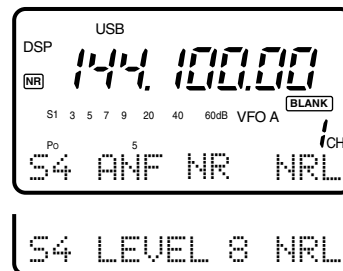 USB
DSP
NR
144.100.00
S1 3 5 7 9 20 40 60dB VFO A BLANK
1CH
Po 5
S4 ANF NR NRL
S4 LEVEL 8 NRL